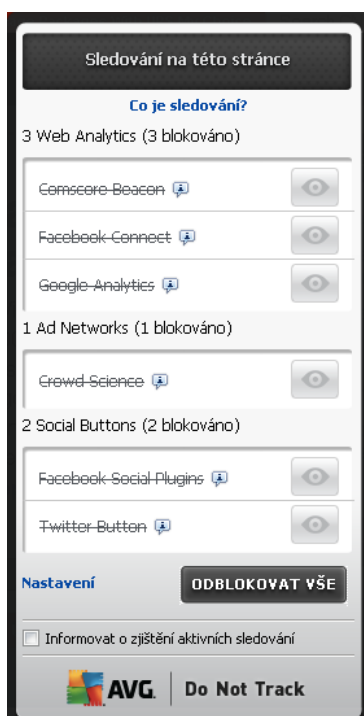 Sledování na této stránce
Co je sledování?
3 Web Analytics (3 blokováno)
Comscore Beacon
Facebook Connect
Google Analytics
1 Ad Networks (1 blokováno)
Crowd Science
2 Social Buttons (2 blokováno)
Facebook Social Plugins
Twitter Button
Nastavení ODBLOKOVAT VŠE
Informovat o zjištění aktivních sledování
AVG. Do Not Track